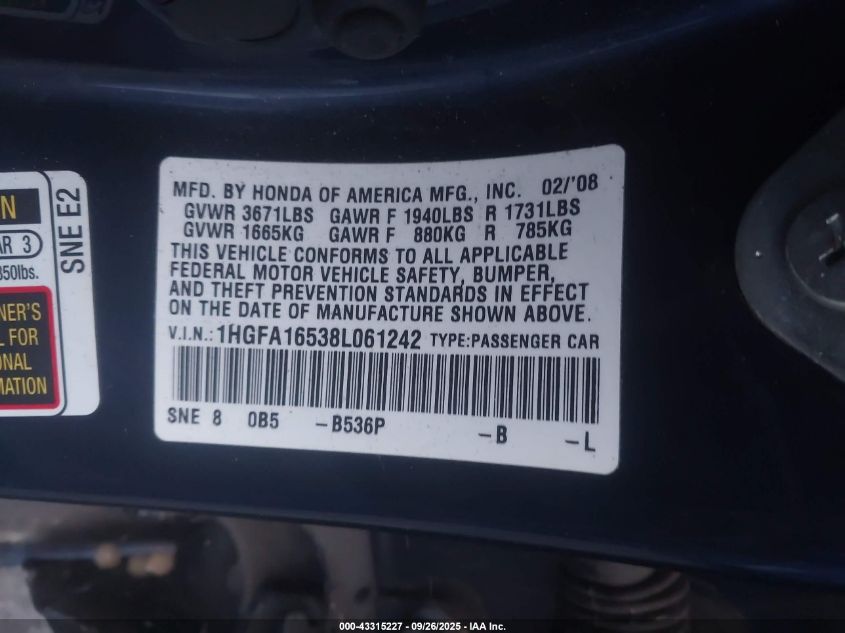 MFD. BY HONDA OF AMERICA MFG., INC. 02/'08
GVWR 3671LBS GAWR F 1940LBS R 1731LBS
GVWR 1665KG GAWR F 880KG R 785KG
THIS VEHICLE CONFORMS TO ALL APPLICABLE
FEDERAL MOTOR VEHICLE SAFETY, BUMPER,
AND THEFT PREVENTION STANDARDS IN EFFECT
ON THE DATE OF MANUFACTURE SHOWN ABOVE.
V.I.N.: 1HGFA16538L061242 TYPE:PASSENGER CAR
SNE 8 0B5 -B536P -B -L
SNE E2
N
AR 3
350lbs.
NER'S
L FOR
ONAL
MATION
000-43315227 - 09/26/2025 - IAA Inc.